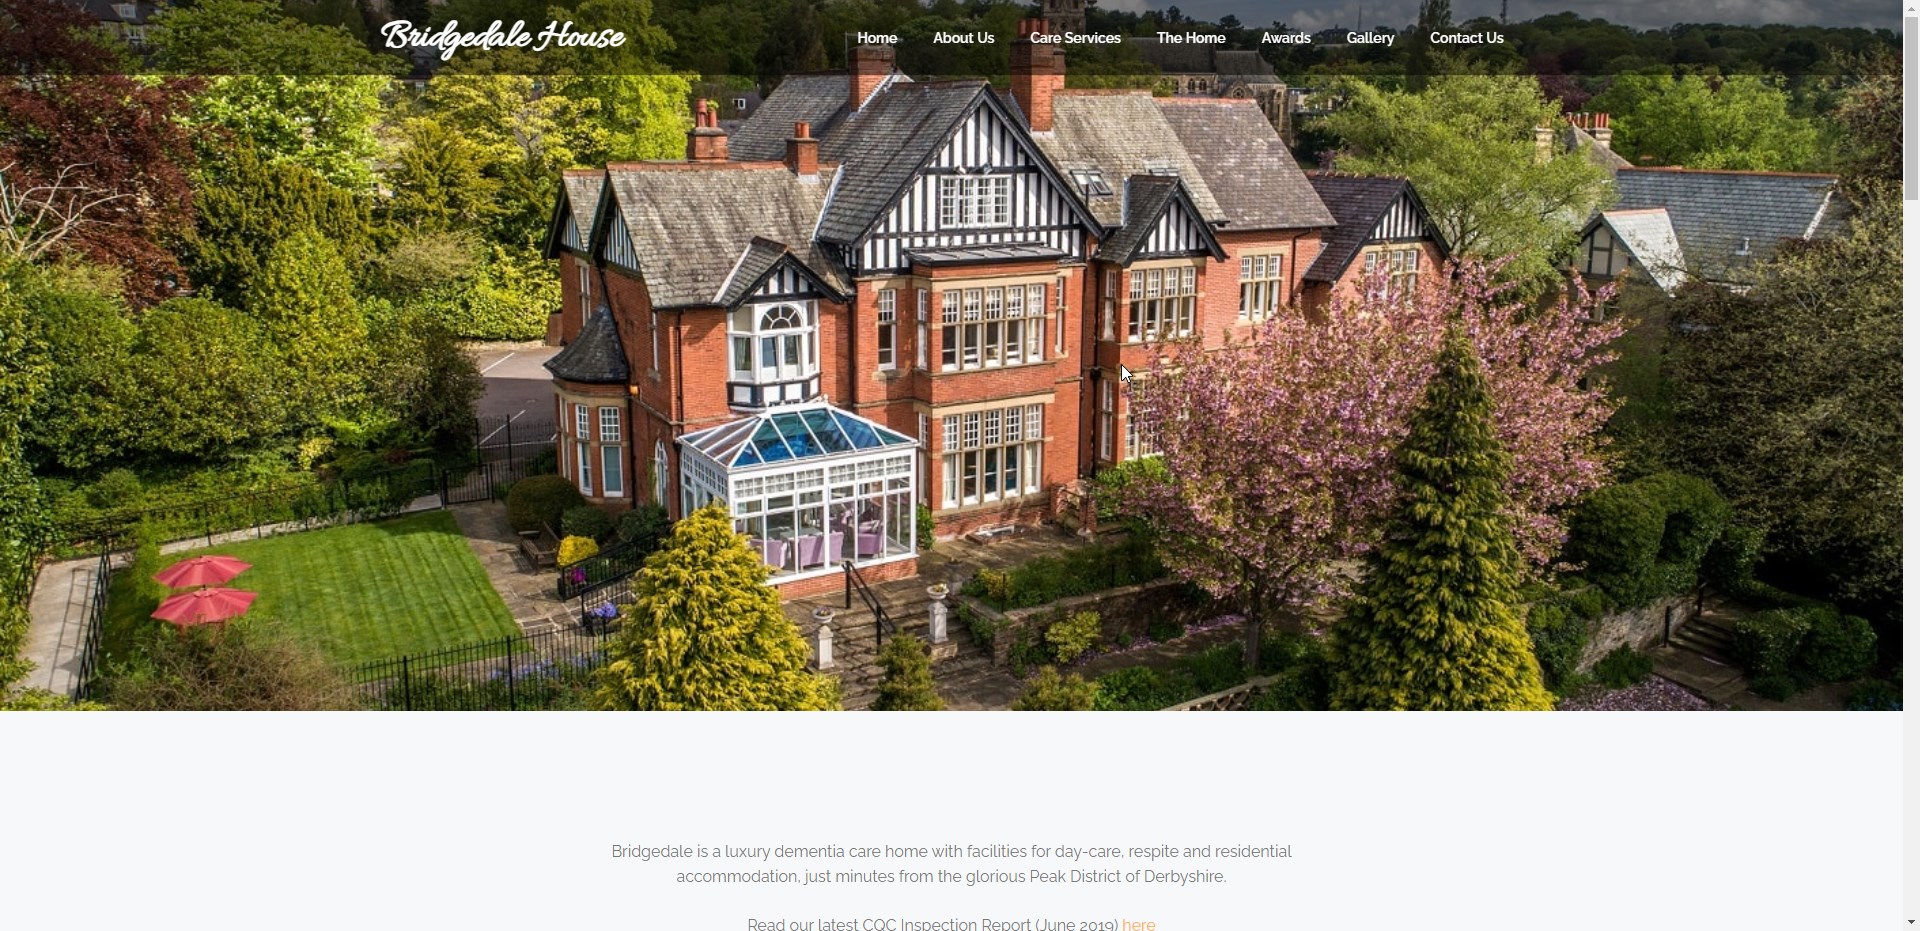 Bridgedale House
Home About Us Care Services The Home Awards Gallery Contact Us
Bridgedale is a luxury dementia care home with facilities for day-care, respite and residential
accommodation, just minutes from the glorious Peak District of Derbyshire.
Read our latest CQC Inspection Report (June 2019) here